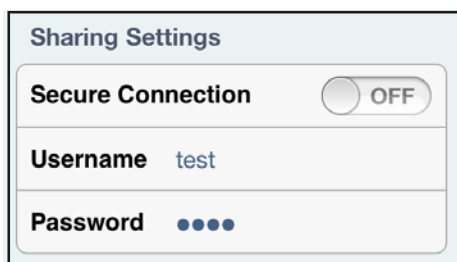 Sharing Settings
Secure Connection OFF
Username test
Password ●●●●